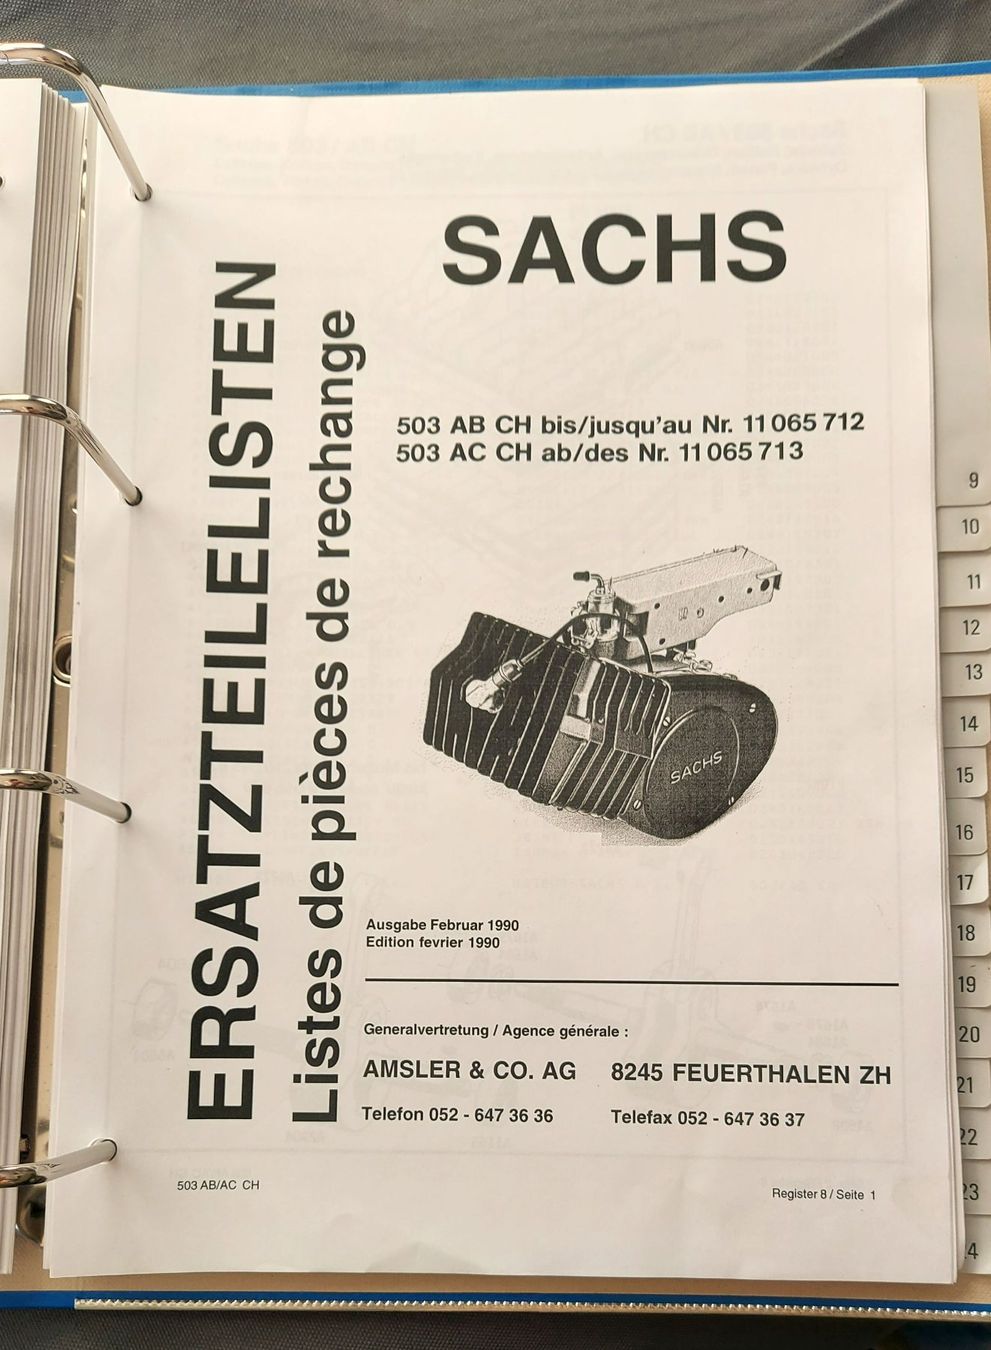 SACHS
ERSATZTEILELISTEN
Listes de pièces de rechange
503 AB CH bis/jusqu'au Nr. 11 065 712
503 AC CH ab/des Nr. 11 065 713
SACHS
Ausgabe Februar 1990
Edition fevrier 1990
Generalvertretung / Agence générale :
AMSLER & CO. AG 8245 FEUERTHALEN ZH
Telefon 052 - 647 36 36 Telefax 052 - 647 36 37
503 AB/AC CH Register 8 / Seite 1
9
10
11
12
13
14
15
16
17
18
19
20
21
22
23
24